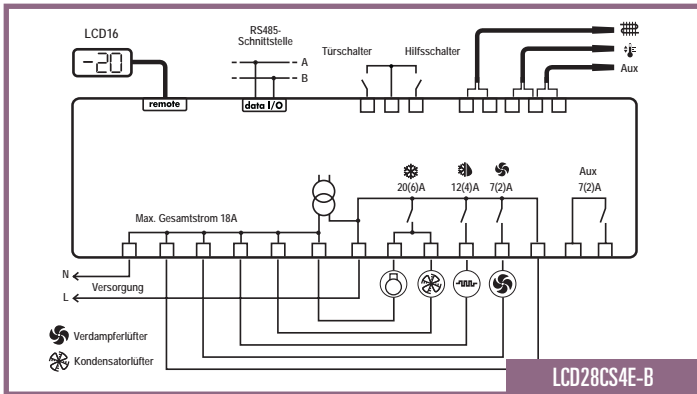 LCD16
-20
remote
RS485-
Schnittstelle
A
B
data I/O
Türschalter
Hilfsschalter
Aux
20(6)A
12(4)A
7(2)A
Aux
7(2)A
Max. Gesamtstrom 18A
N
Versorgung
L
Verdampferlüfter
Kondensatorlüfter
LCD28CS4E-B